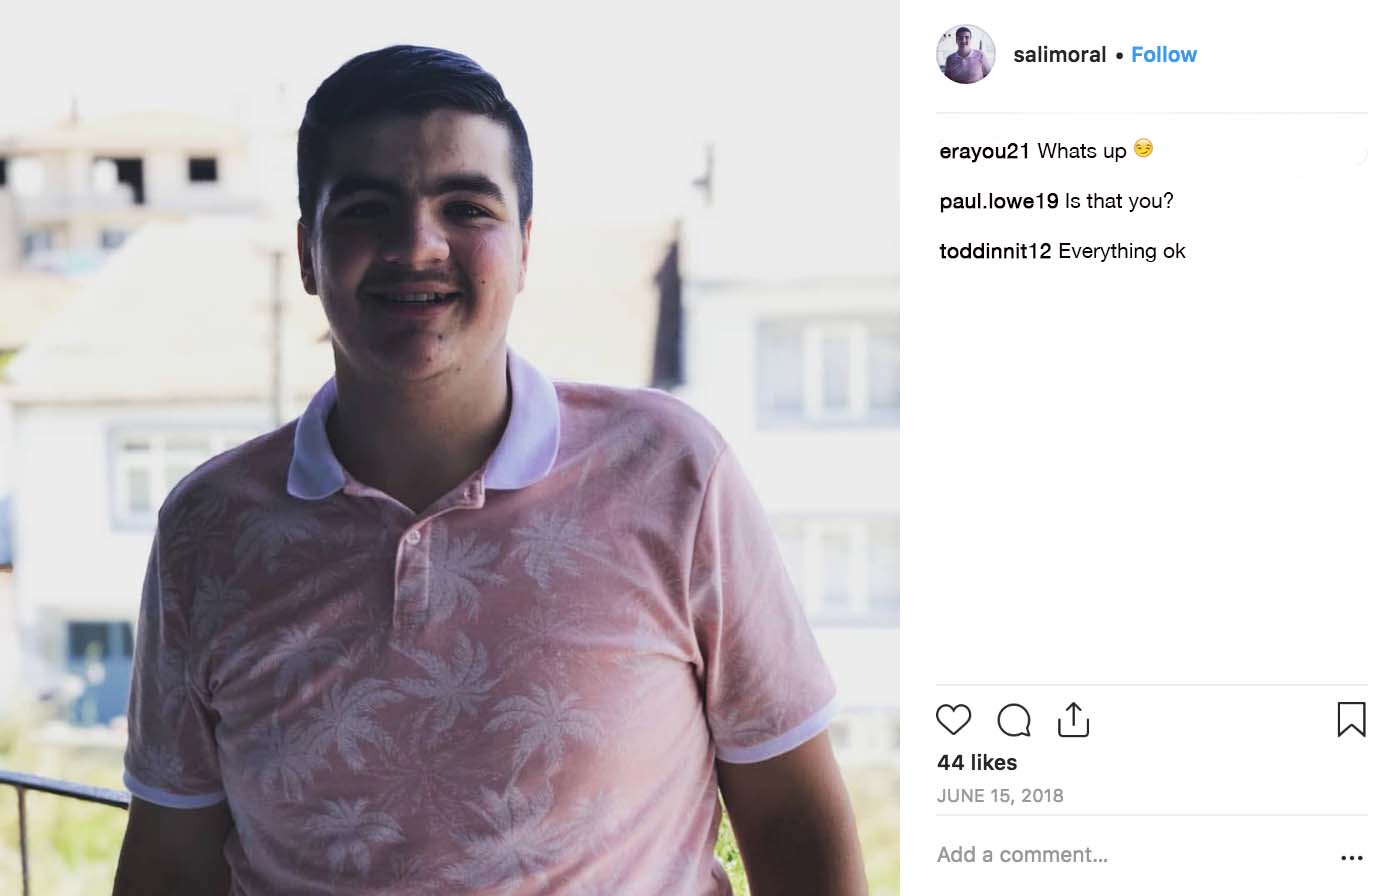 salimoral • Follow
erayou21 Whats up 😏
paul.lowe19 Is that you?
toddinnit12 Everything ok
44 likes
JUNE 15, 2018
Add a comment...